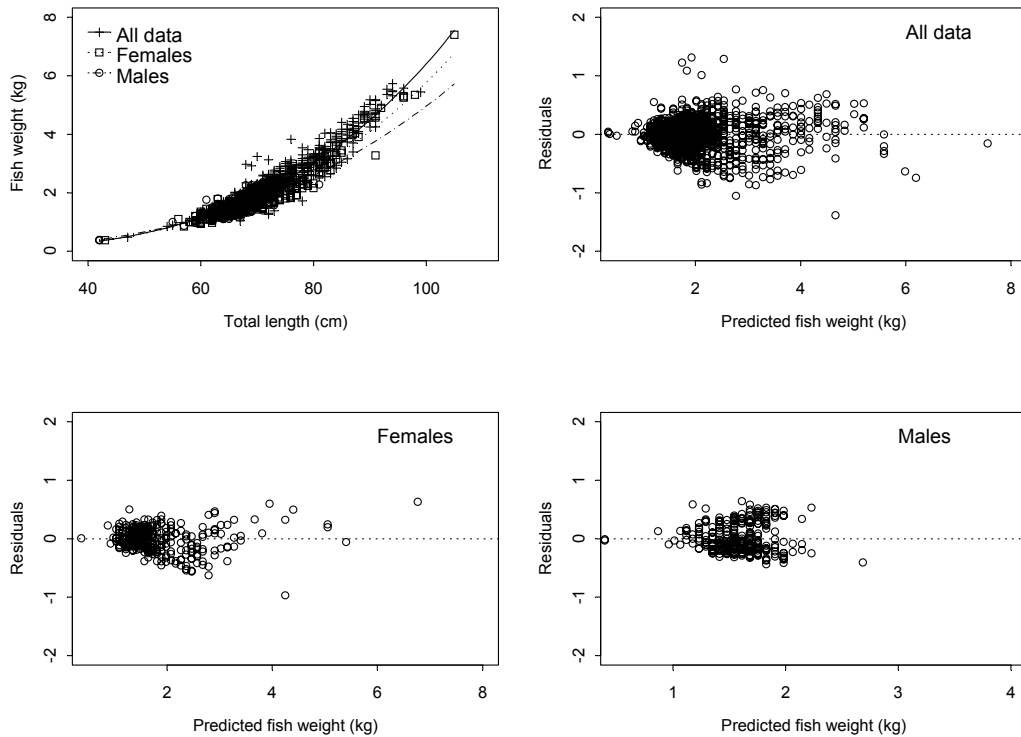 8
6
4
2
0
Fish weight (kg)
All data
Females
Males
40
60
80
100
Total length (cm)
2
1
0
-1
-2
Residuals
All data
2
4
6
8
Predicted fish weight (kg)
2
1
0
-1
-2
Residuals
Females
2
4
6
8
Predicted fish weight (kg)
2
1
0
-1
-2
Residuals
Males
1
2
3
4
Predicted fish weight (kg)